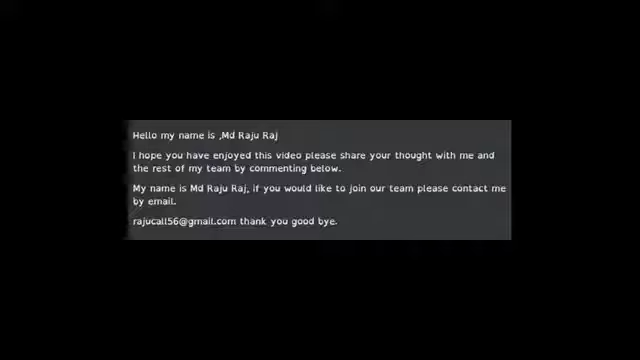 Hello my name is ,Md Raju Raj
I hope you have enjoyed this video please share your thought with me and
the rest of my team by commenting below.
My name is Md Raju Raj, if you would like to join our team please contact me
by email.
rajucall56@gmail.com thank you good bye.